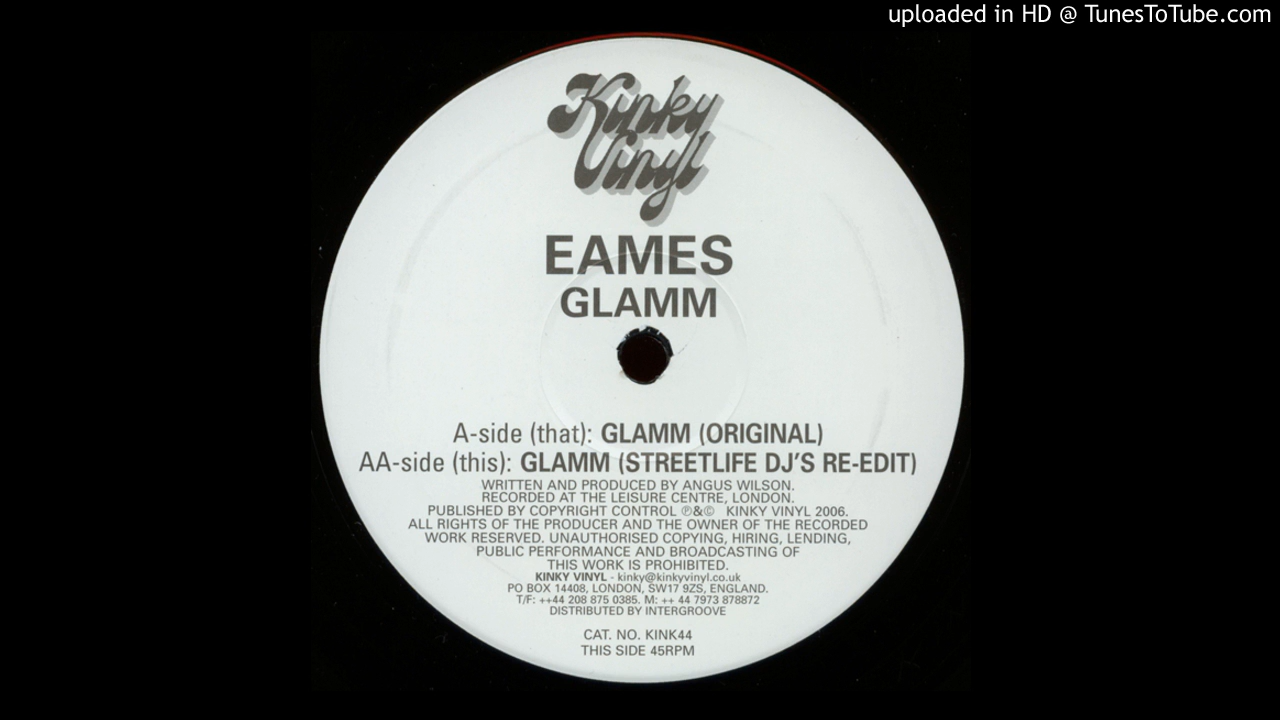 uploaded in HD @ TunesToTube.com
Kinky
Vinyl
EAMES
GLAMM
A-side (that): GLAMM (ORIGINAL)
AA-side (this): GLAMM (STREETLIFE DJ'S RE-EDIT)
WRITTEN AND PRODUCED BY ANGUS WILSON.
RECORDED AT THE LEISURE CENTRE, LONDON.
PUBLISHED BY COPYRIGHT CONTROL ℗&© KINKY VINYL 2006.
ALL RIGHTS OF THE PRODUCER AND THE OWNER OF THE RECORDED
WORK RESERVED. UNAUTHORISED COPYING, HIRING, LENDING,
PUBLIC PERFORMANCE AND BROADCASTING OF
THIS WORK IS PROHIBITED.
KINKY VINYL - kinky@kinkyvinyl.co.uk
PO BOX 14408, LONDON, SW17 9ZS, ENGLAND.
T/F: ++44 208 875 0385. M: ++ 44 7973 878872
DISTRIBUTED BY INTERGROOVE
CAT. NO. KINK44
THIS SIDE 45RPM